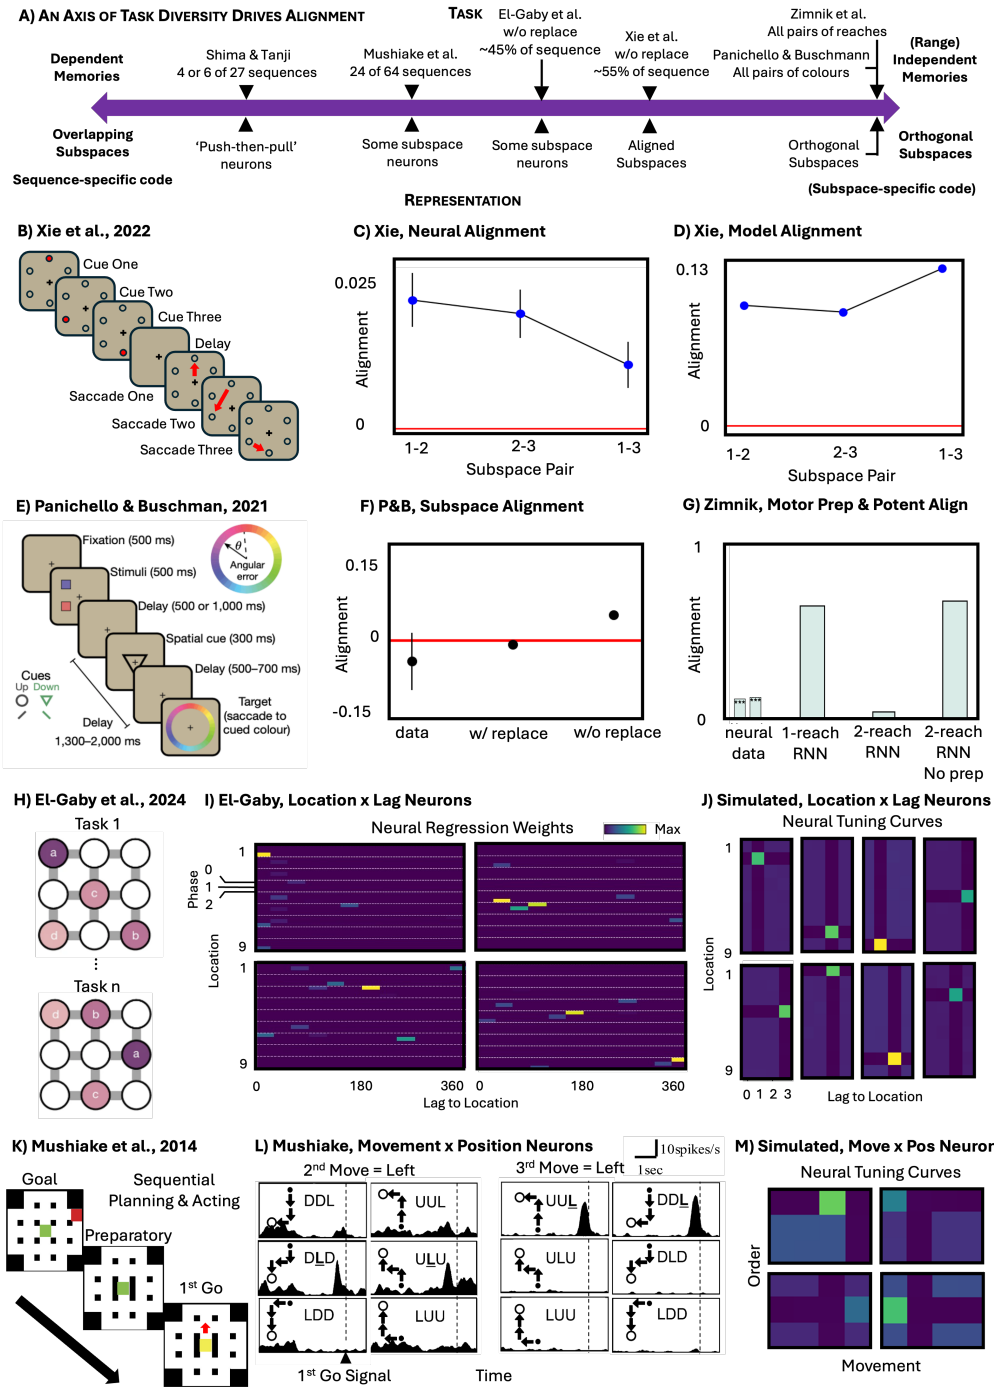 A) AN AXIS OF TASK DIVERSITY DRIVES ALIGNMENT
TASK
Dependent
Memories
Shima & Tanji
4 or 6 of 27 sequences
Mushiake et al.
24 of 64 sequences
El-Gaby et al.
w/o replace
~45% of sequence
Xie et al.
w/o replace
~55% of sequence
Zimnik et al.
All pairs of reaches
Panichello & Buschmann
All pairs of colours
(Range)
Independent
Memories
Overlapping
Subspaces
Sequence-specific code
'Push-then-pull'
neurons
Some subspace
neurons
Some subspace
neurons
Aligned
Subspaces
Orthogonal
Subspaces
Orthogonal
Subspaces
(Subspace-specific code)
REPRESENTATION
B) Xie et al., 2022
Cue One
Cue Two
Cue Three
Delay
Saccade One
Saccade Two
Saccade Three
C) Xie, Neural Alignment
0.025
0
Alignment
1-2
2-3
1-3
Subspace Pair
D) Xie, Model Alignment
0.13
0
Alignment
1-2
2-3
1-3
Subspace Pair
E) Panichello & Buschman, 2021
Fixation (500 ms)
Stimuli (500 ms)
Delay (500 or 1,000 ms)
Spatial cue (300 ms)
Delay (500–700 ms)
Target
(saccade to
cued colour)
θ
Angular
error
Cues
Up Down
Delay
1,300–2,000 ms
F) P&B, Subspace Alignment
0.15
0
-0.15
Alignment
data
w/ replace
w/o replace
G) Zimnik, Motor Prep & Potent Align
1
0
Alignment
*** ***
neural
data
1-reach
RNN
2-reach
RNN
2-reach
RNN
No prep
H) El-Gaby et al., 2024
Task 1
a
c
d
b
Task n
d
b
a
c
I) El-Gaby, Location x Lag Neurons
Neural Regression Weights
Max
1
Phase
0
1
2
9
Location
1
9
0
180
360
0
180
360
Lag to Location
J) Simulated, Location x Lag Neurons
Neural Tuning Curves
1
9
Location
1
9
0 1 2 3
Lag to Location
K) Mushiake et al., 2014
Goal
Sequential
Planning & Acting
Preparatory
1st Go
L) Mushiake, Movement x Position Neurons
10spikes/s
1sec
2nd Move = Left
3rd Move = Left
DDL
UUL
UUL
DDL
DLD
ULU
ULU
DLD
LDD
LUU
LUU
LDD
1st Go Signal
Time
M) Simulated, Move x Pos Neuron
Neural Tuning Curves
Order
Movement